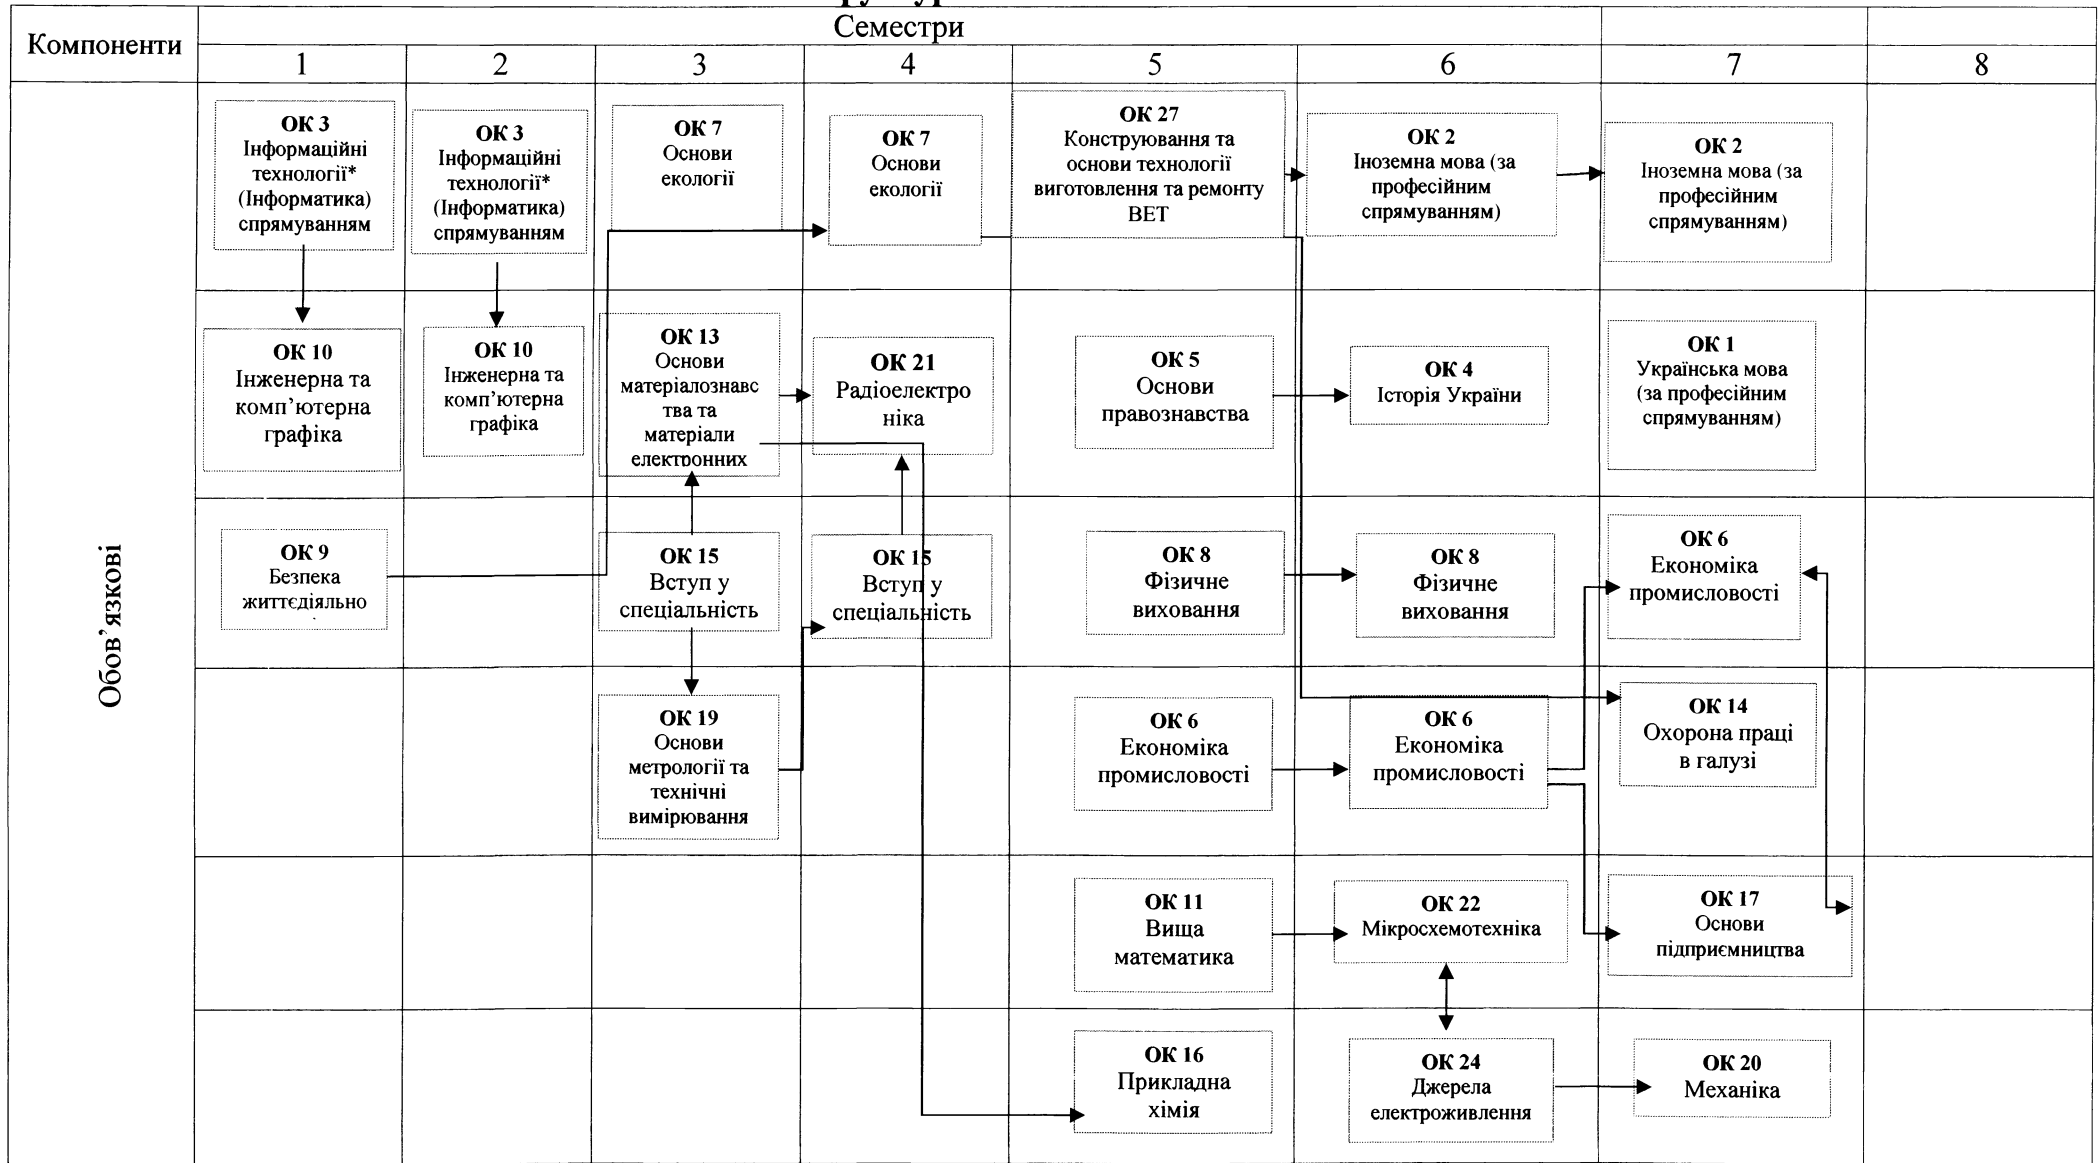 Семестри
Компоненти
1
2
3
4
5
6
7
8
Обов’язкові
ОК 3
Інформаційні
технології*
(Інформатика)
спрямуванням
ОК 3
Інформаційні
технології*
(Інформатика)
спрямуванням
ОК 7
Основи
екології
ОК 7
Основи
екології
ОК 27
Конструювання та
основи технології
виготовлення та ремонту
ВЕТ
ОК 2
Іноземна мова (за
професійним
спрямуванням)
ОК 2
Іноземна мова (за
професійним
спрямуванням)
ОК 10
Інженерна та
комп’ютерна
графіка
ОК 10
Інженерна та
комп’ютерна
графіка
ОК 13
Основи
матеріалознавс
тва та
матеріали
електронних
ОК 21
Радіоелектро
ніка
ОК 5
Основи
правознавства
ОК 4
Історія України
ОК 1
Українська мова
(за професійним
спрямуванням)
ОК 9
Безпека
життєдіяльно
ОК 15
Вступ у
спеціальність
ОК 15
Вступ у
спеціальність
ОК 8
Фізичне
виховання
ОК 8
Фізичне
виховання
ОК 6
Економіка
промисловості
ОК 19
Основи
метрології та
технічні
вимірювання
ОК 6
Економіка
промисловості
ОК 6
Економіка
промисловості
ОК 14
Охорона праці
в галузі
ОК 11
Вища
математика
ОК 22
Мікросхемотехніка
ОК 17
Основи
підприємництва
ОК 16
Прикладна
хімія
ОК 24
Джерела
електроживлення
ОК 20
Механіка